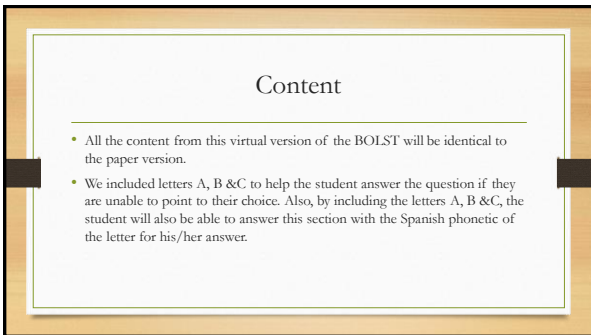 Content
• All the content from this virtual version of the BOLST will be identical to
the paper version.
• We included letters A, B &C to help the student answer the question if they
are unable to point to their choice. Also, by including the letters A, B &C, the
student will also be able to answer this section with the Spanish phonetic of
the letter for his/her answer.